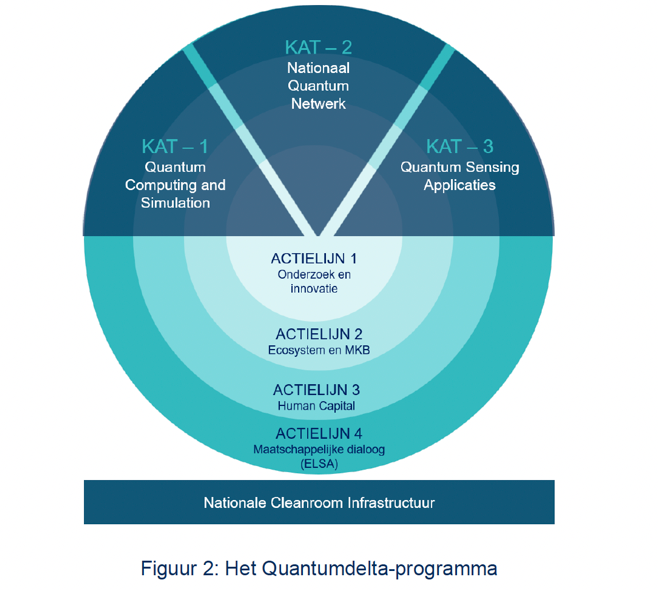 KAT – 2
Nationaal
Quantum
Netwerk
KAT – 1
Quantum
Computing and
Simulation
KAT – 3
Quantum Sensing
Applicaties
ACTIELIJN 1
Onderzoek en
innovatie
ACTIELIJN 2
Ecosystem en MKB
ACTIELIJN 3
Human Capital
ACTIELIJN 4
Maatschappelijke dialoog
(ELSA)
Nationale Cleanroom Infrastructuur
Figuur 2: Het Quantumdelta-programma